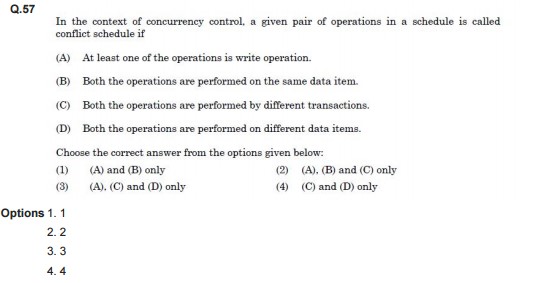 Q.57
In the context of concurrency control, a given pair of operations in a schedule is called
conflict schedule if
(A) At least one of the operations is write operation.
(B) Both the operations are performed on the same data item.
(C) Both the operations are performed by different transactions.
(D) Both the operations are performed on different data items.
Choose the correct answer from the options given below:
(1) (A) and (B) only (2) (A), (B) and (C) only
(3) (A), (C) and (D) only (4) (C) and (D) only
Options 1. 1
2. 2
3. 3
4. 4